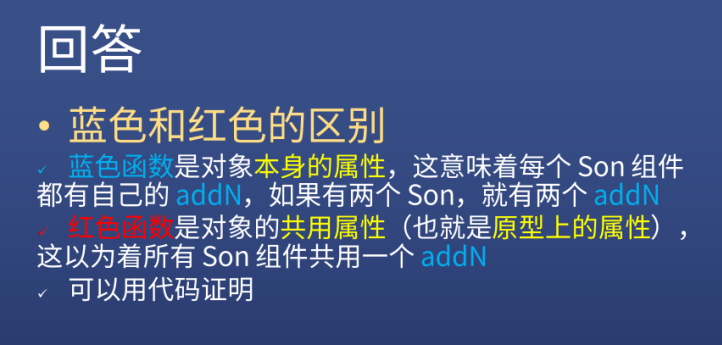 回答
• 蓝色和红色的区别
✓ 蓝色函数是对象本身的属性，这意味着每个 Son 组件
都有自己的 addN，如果有两个 Son，就有两个 addN
✓ 红色函数是对象的共用属性（也就是原型上的属性），
这以为着所有 Son 组件共用一个 addN
✓ 可以用代码证明